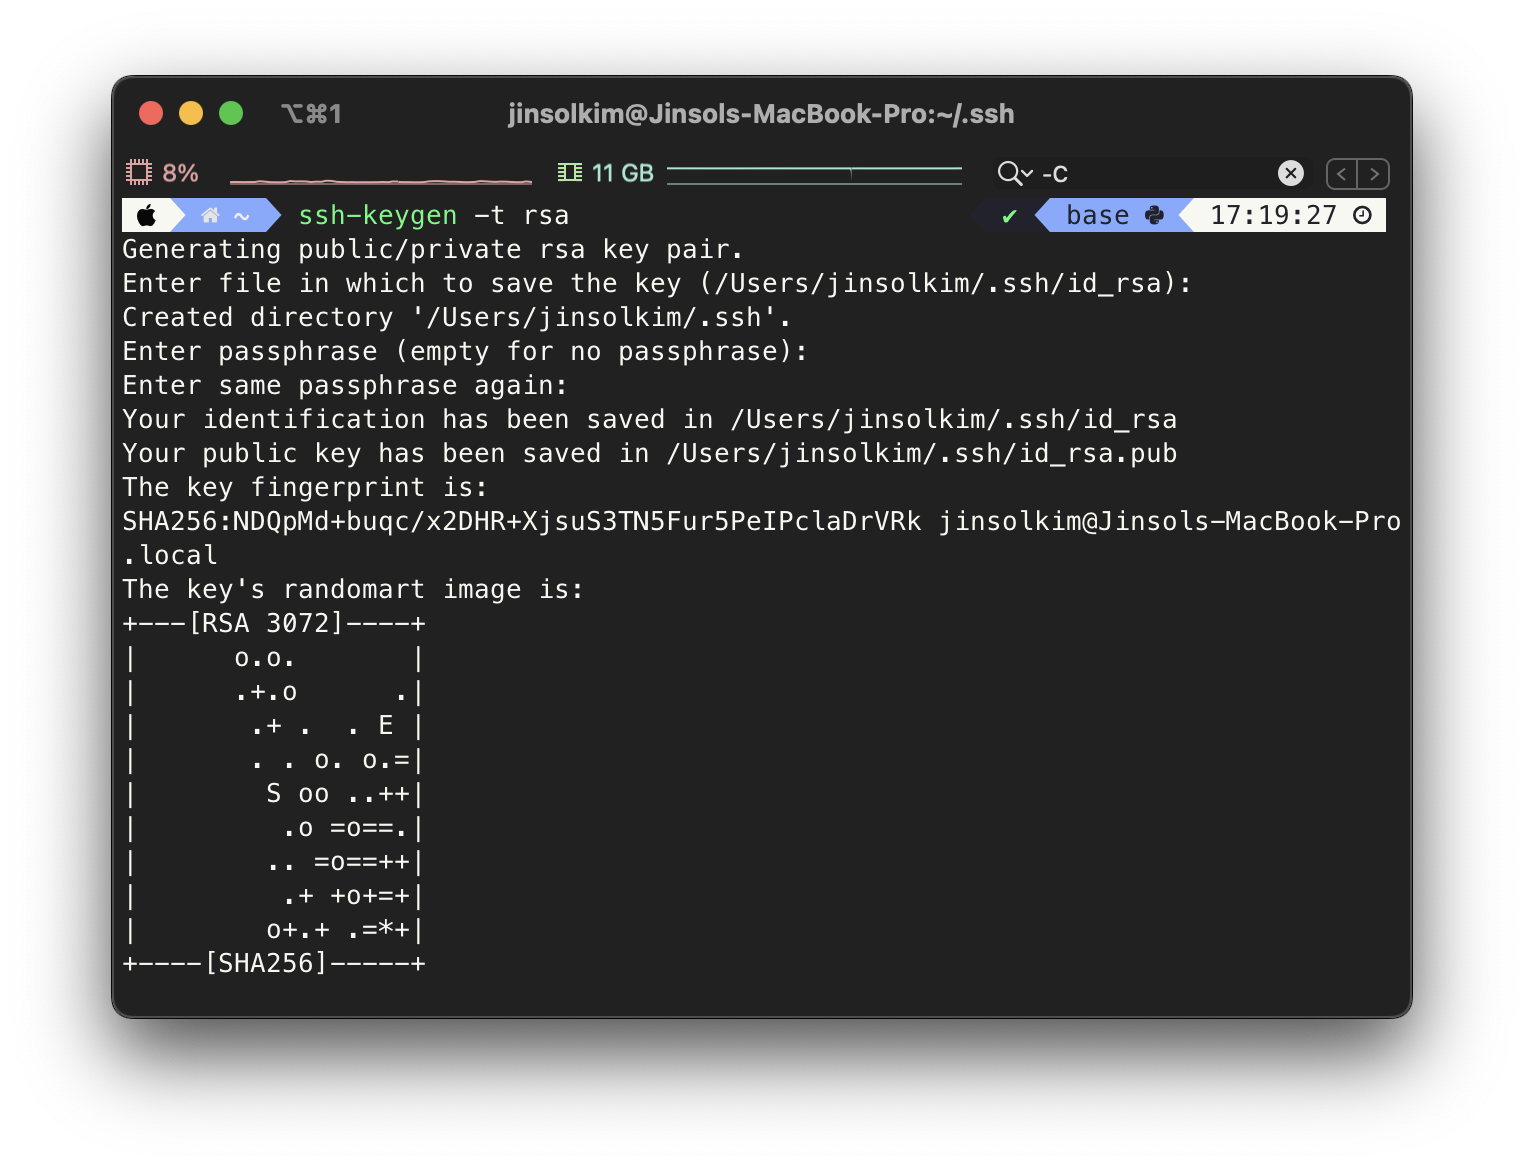 ⌥⌘1 jinsolkim@Jinsols-MacBook-Pro:~/.ssh
8% 11 GB -C
~ ssh-keygen -t rsa ✔ base 17:19:27
Generating public/private rsa key pair.
Enter file in which to save the key (/Users/jinsolkim/.ssh/id_rsa):
Created directory '/Users/jinsolkim/.ssh'.
Enter passphrase (empty for no passphrase):
Enter same passphrase again:
Your identification has been saved in /Users/jinsolkim/.ssh/id_rsa
Your public key has been saved in /Users/jinsolkim/.ssh/id_rsa.pub
The key fingerprint is:
SHA256:NDQpMd+buqc/x2DHR+XjsuS3TN5Fur5PeIPclaDrVRk jinsolkim@Jinsols-MacBook-Pro
.local
The key's randomart image is:
+---[RSA 3072]----+
|      o.o.       |
|      .+.o      .|
|       .+ .  . E |
|       . . o. o.=|
|        S oo ..++|
|         .o =o==.|
|        .. =o==++|
|         .+ +o+=+|
|        o+.+ .=*+|
+----[SHA256]-----+